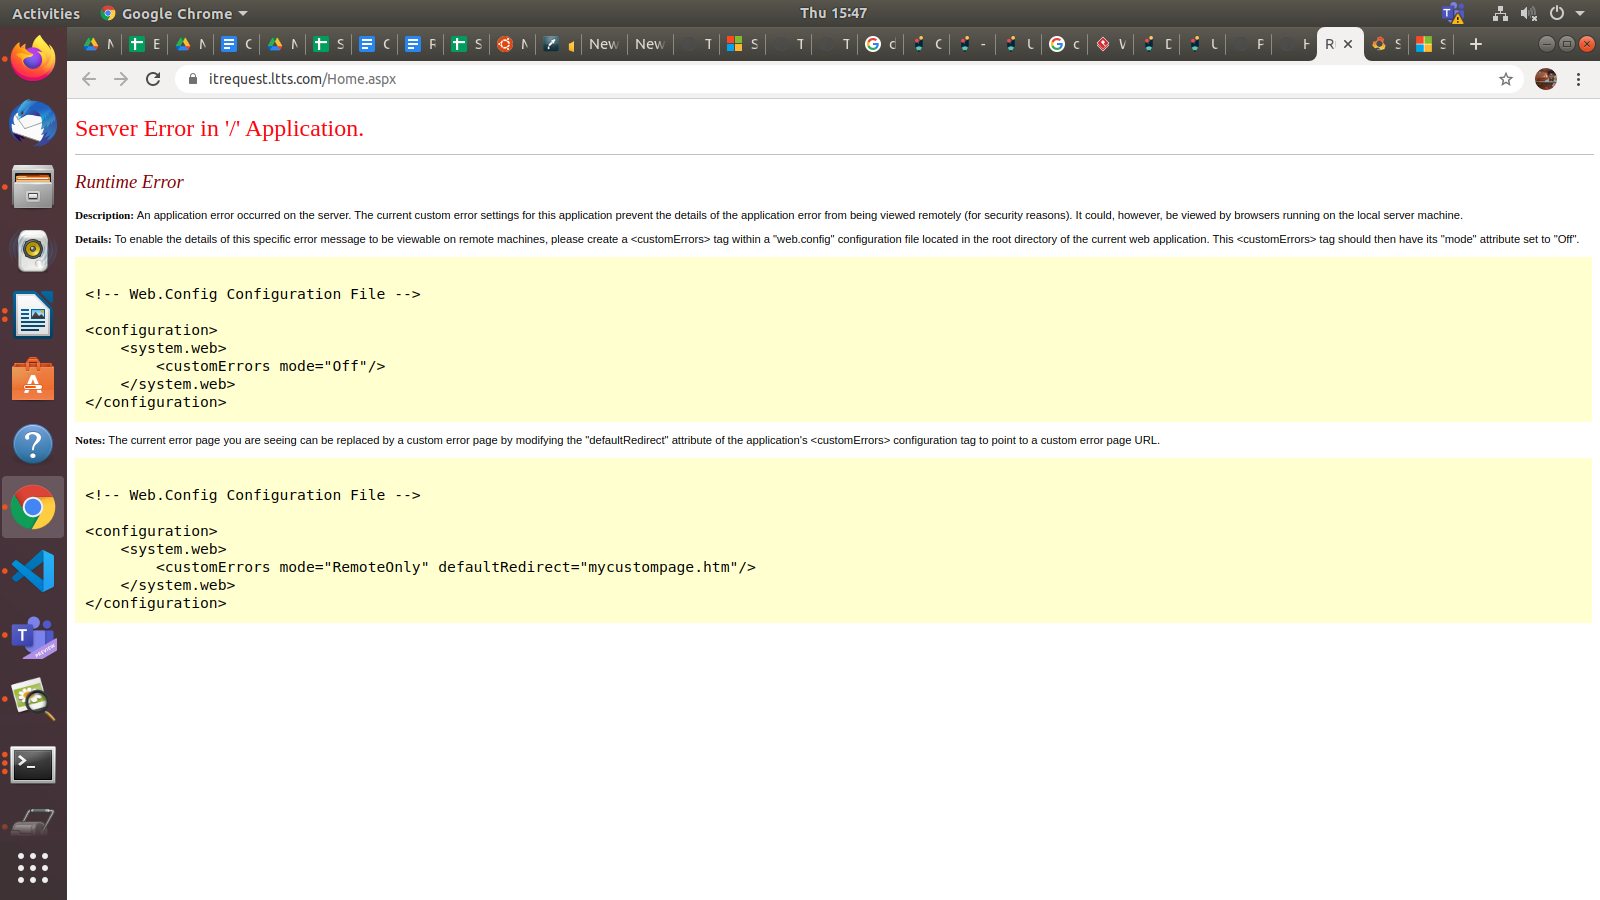 Activities Google Chrome Thu 15:47
New New
itrequest.ltts.com/Home.aspx
Server Error in '/' Application.
Runtime Error
Description: An application error occurred on the server. The current custom error settings for this application prevent the details of the application error from being viewed remotely (for security reasons). It could, however, be viewed by browsers running on the local server machine.
Details: To enable the details of this specific error message to be viewable on remote machines, please create a <customErrors> tag within a "web.config" configuration file located in the root directory of the current web application. This <customErrors> tag should then have its "mode" attribute set to "Off".
<!-- Web.Config Configuration File -->
<configuration>
    <system.web>
        <customErrors mode="Off"/>
    </system.web>
</configuration>
Notes: The current error page you are seeing can be replaced by a custom error page by modifying the "defaultRedirect" attribute of the application's <customErrors> configuration tag to point to a custom error page URL.
<!-- Web.Config Configuration File -->
<configuration>
    <system.web>
        <customErrors mode="RemoteOnly" defaultRedirect="mycustompage.htm"/>
    </system.web>
</configuration>